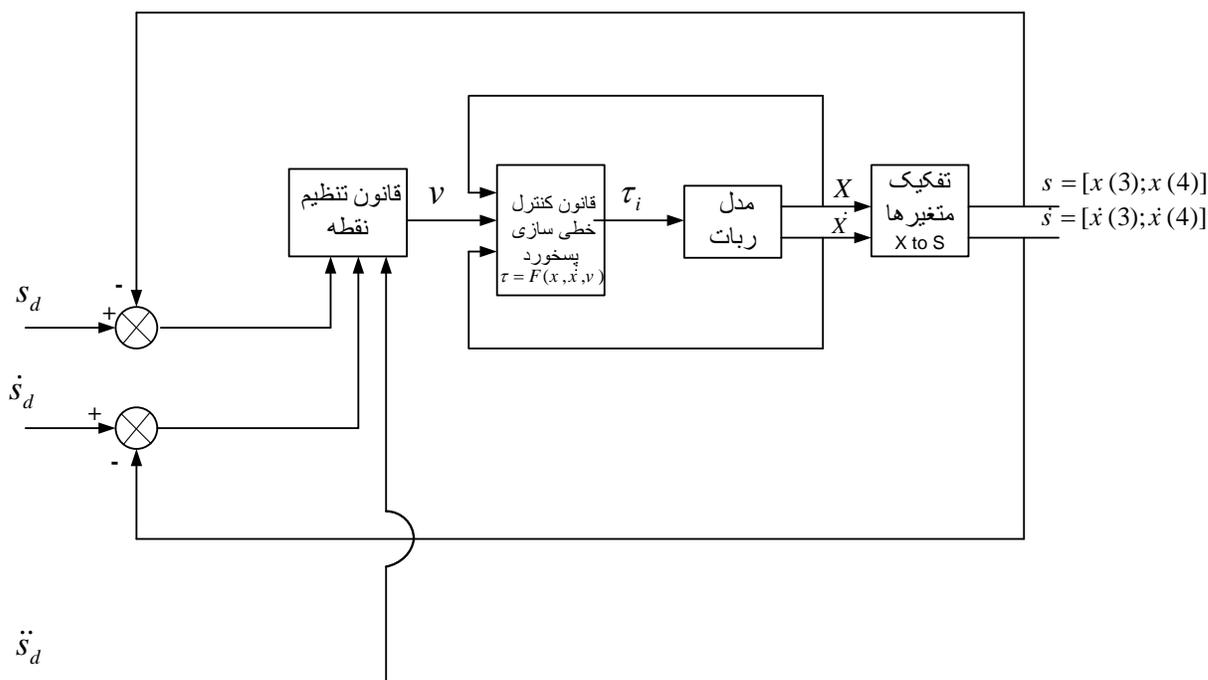 قانون تنظیم
نقطه
v
قانون کنترل
خطی سازی
پسخورد
τ = F(x, ẋ, v)
τ_i
مدل
ربات
X
Ẋ
تفکیک
متغیرها
X to S
s = [x(3); x(4)]
ṡ = [ẋ(3); ẋ(4)]
-
s_d
+
ṡ_d
+
-
s̈_d